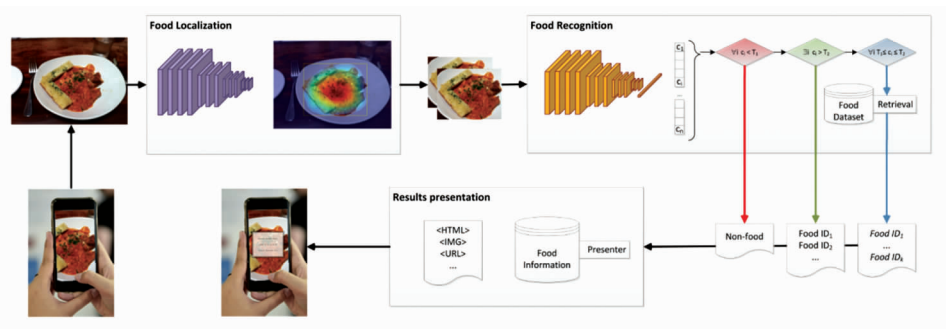 Food Localization
Food Recognition
C₁
Cᵢ
...
Cₙ
∀i cᵢ < T₁
∃i cᵢ > T₂
∀i T₁ ≤ cᵢ ≤ T₂
Food
Dataset
Retrieval
Results presentation
<HTML>
<IMG>
<URL>
...
Food
Information
Presenter
Non-food
Food ID₁
Food ID₂
...
Food ID₁
...
Food IDₖ